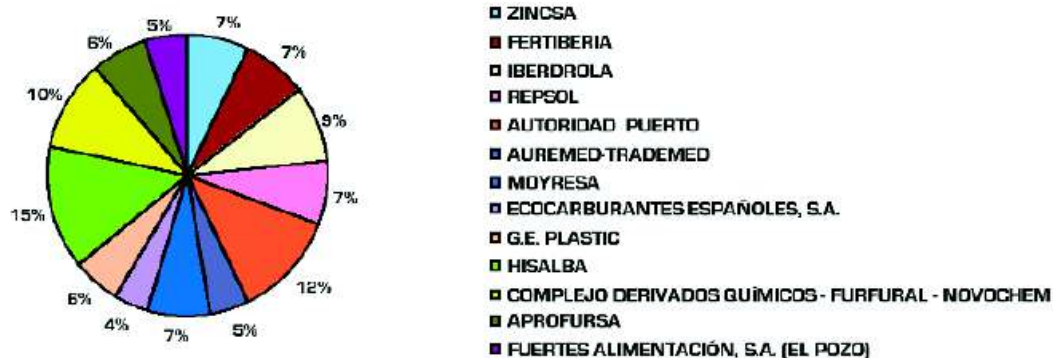 5%
7%
6%
7%
10%
9%
7%
15%
12%
6%
4%
7%
5%
ZINCSA
FERTIBERIA
IBERDROLA
REPSOL
AUTORIDAD PUERTO
AUREMED-TRADEMED
MOYRESA
ECOCARBURANTES ESPAÑOLES, S.A.
G.E. PLASTIC
HISALBA
COMPLEJO DERIVADOS QUÍMICOS - FURFURAL - NOVOCHEM
APROFURSA
FUERTES ALIMENTACIÓN, S.A. (EL POZO)